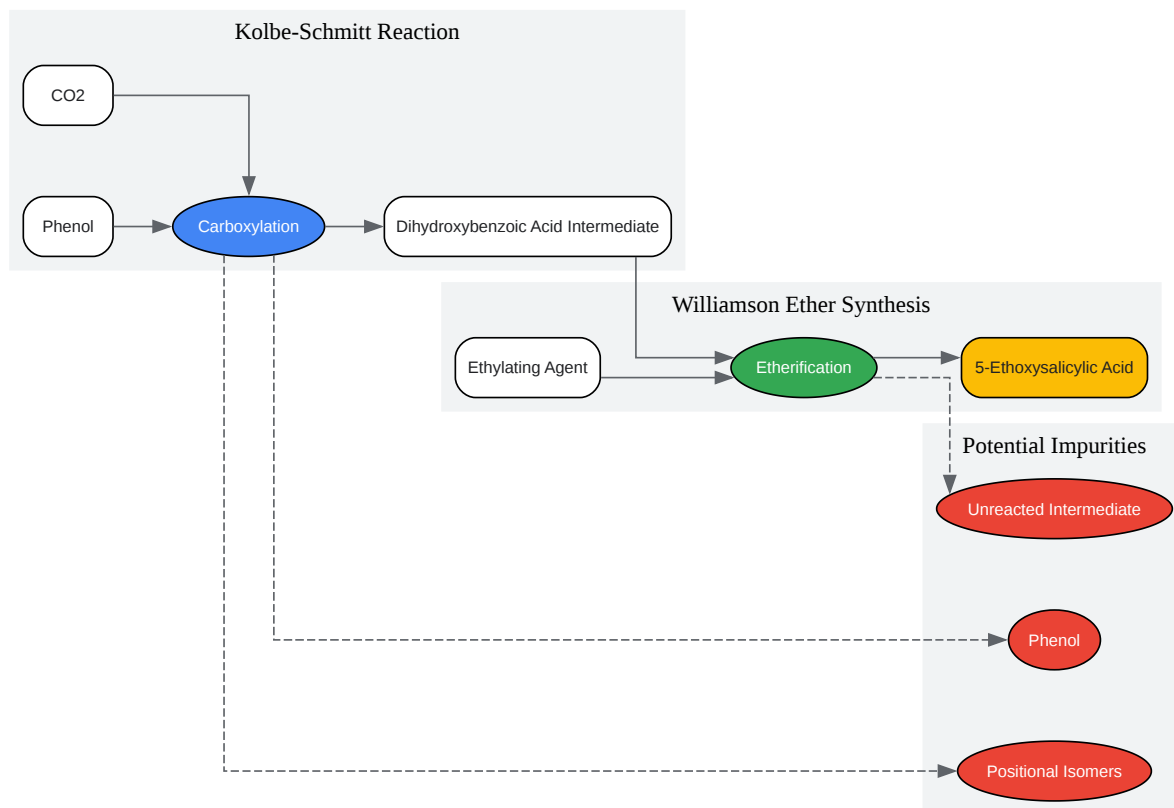 Kolbe-Schmitt Reaction
CO2
Phenol
Carboxylation
Dihydroxybenzoic Acid Intermediate
Williamson Ether Synthesis
Ethylating Agent
Etherification
5-Ethoxysalicylic Acid
Potential Impurities
Unreacted Intermediate
Phenol
Positional Isomers